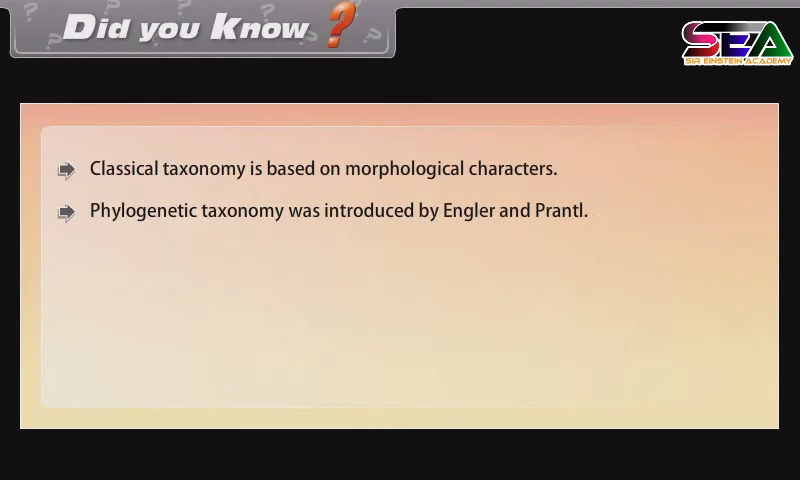 Did you Know ?
SEA
SIR EINSTEIN ACADEMY
Classical taxonomy is based on morphological characters.
Phylogenetic taxonomy was introduced by Engler and Prantl.